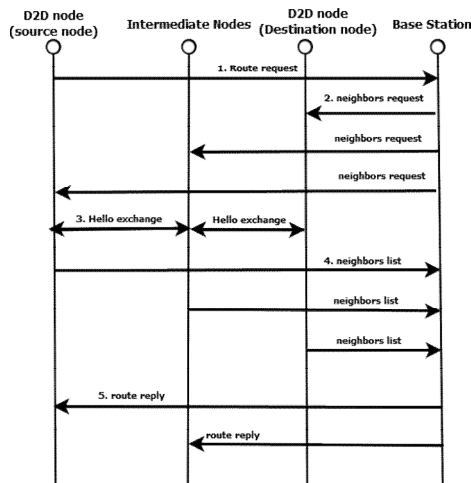 D2D node
(source node)
Intermediate Nodes
D2D node
(Destination node)
Base Station
1. Route request
2. neighbors request
neighbors request
neighbors request
3. Hello exchange
Hello exchange
4. neighbors list
neighbors list
neighbors list
5. route reply
route reply